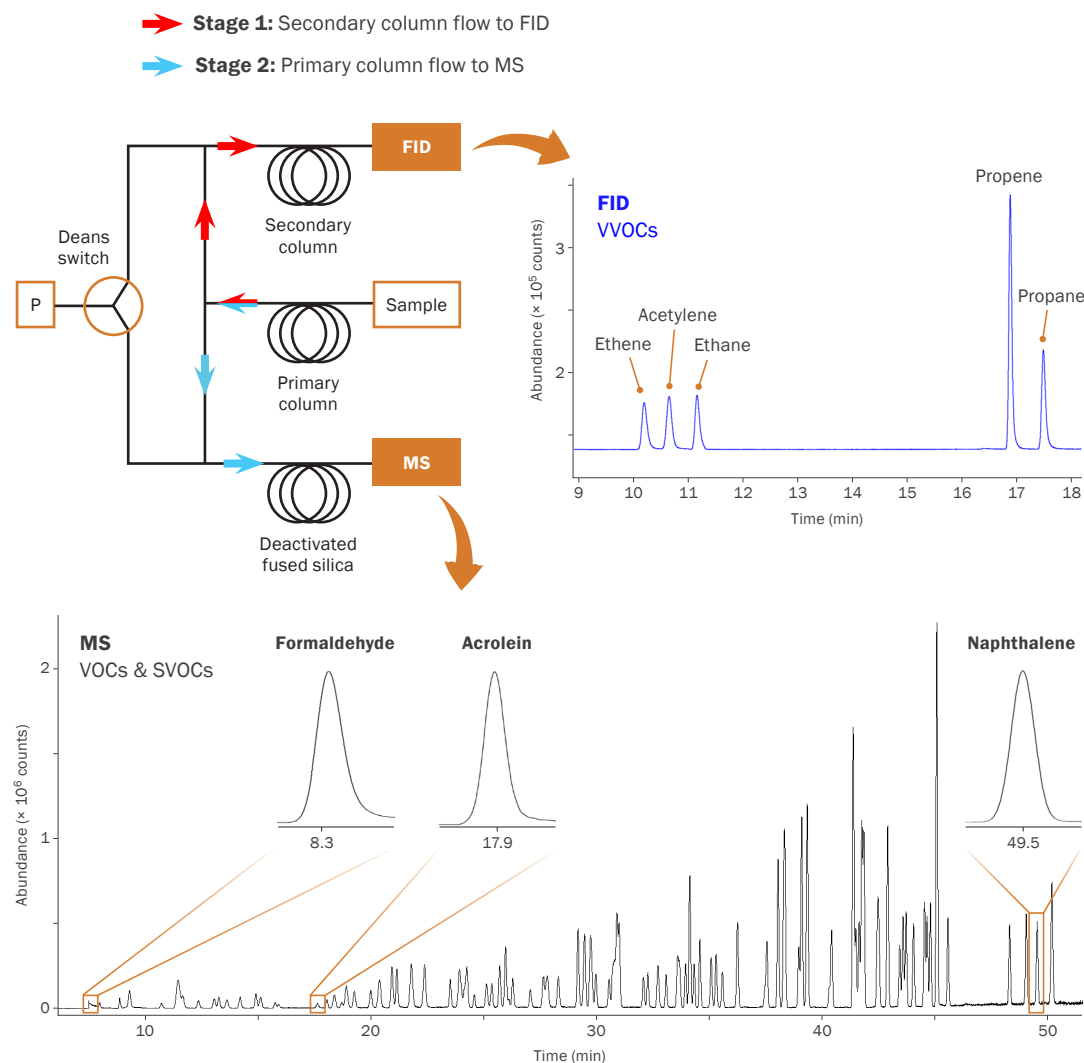 Stage 1: Secondary column flow to FID
Stage 2: Primary column flow to MS
FID
Secondary
column
Deans
switch
P
Sample
Primary
column
MS
Deactivated
fused silica
FID
VVOCs
Abundance (× 10⁵ counts)
3
2
Ethene
Acetylene
Ethane
Propene
Propane
9 10 11 12 13 14 15 16 17 18
Time (min)
MS
VOCs & SVOCs
Abundance (× 10⁶ counts)
2
1
0
Formaldehyde
8.3
Acrolein
17.9
Naphthalene
49.5
10 20 30 40 50
Time (min)